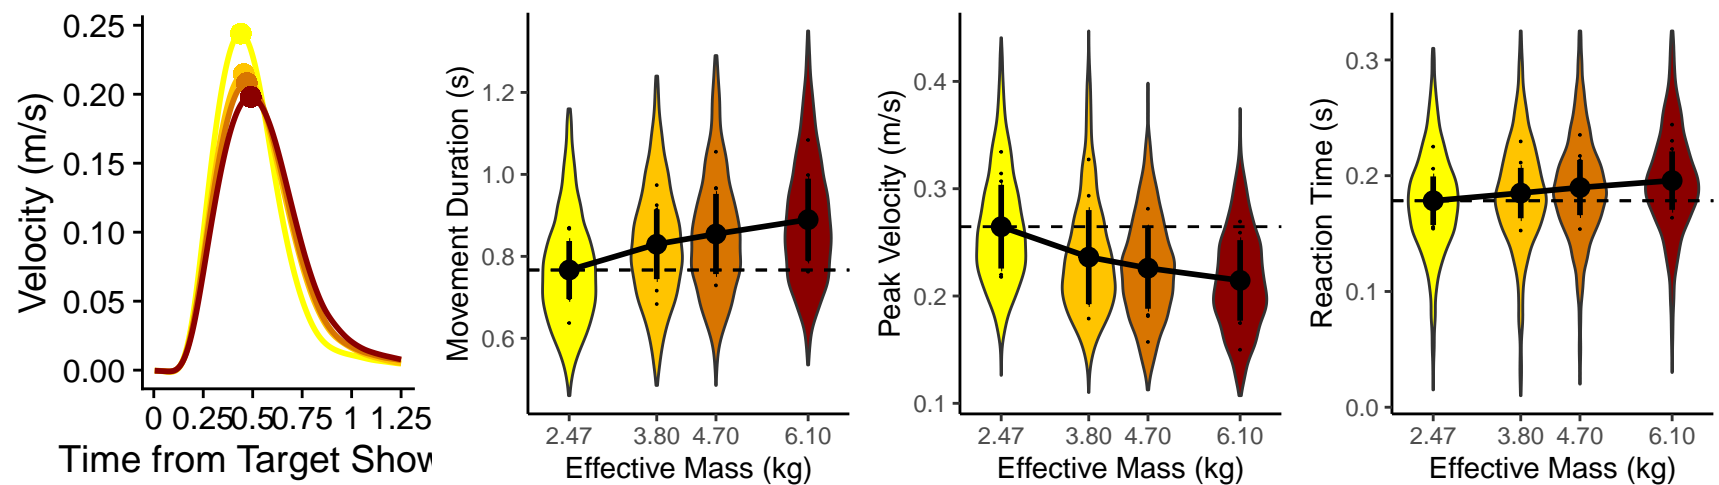 Velocity (m/s)
0.25
0.20
0.15
0.10
0.05
0.00
0 0.25 0.5 0.75 1 1.25
Time from Target Show
Movement Duration (s)
1.2
1.0
0.8
0.6
2.47 3.80 4.70 6.10
Effective Mass (kg)
Peak Velocity (m/s)
0.4
0.3
0.2
0.1
2.47 3.80 4.70 6.10
Effective Mass (kg)
Reaction Time (s)
0.3
0.2
0.1
0.0
2.47 3.80 4.70 6.10
Effective Mass (kg)